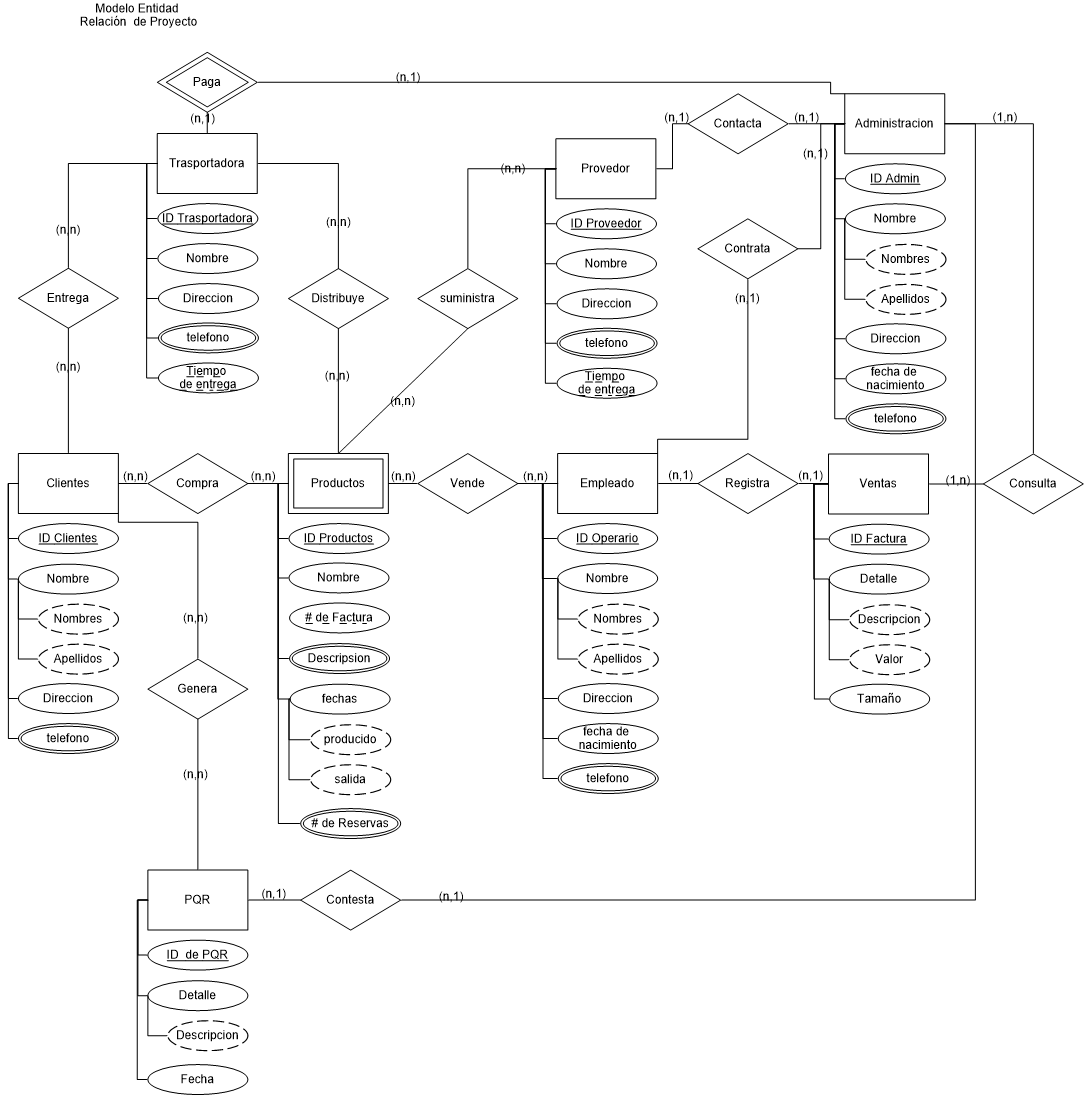 Modelo Entidad
Relación  de Proyecto
Paga
(n,1)
(n,1)
Trasportadora
ID Trasportadora
Nombre
Direccion
telefono
Tiempo
de entrega
(n,n)
Entrega
(n,n)
(n,n)
Distribuye
(n,n)
Provedor
ID Proveedor
Nombre
Direccion
telefono
Tiempo
de entrega
(n,n)
suministra
(n,n)
(n,1)
Contacta
(n,1)
Administracion
ID Admin
Nombre
Nombres
Apellidos
Direccion
fecha de
nacimiento
telefono
(n,1)
Contrata
(n,1)
(1,n)
Consulta
(1,n)
Clientes
ID Clientes
Nombre
Nombres
Apellidos
Direccion
telefono
(n,n)
Compra
(n,n)
Productos
ID Productos
Nombre
# de Factura
Descripsion
fechas
producido
salida
# de Reservas
(n,n)
Vende
(n,n)
Empleado
ID Operario
Nombre
Nombres
Apellidos
Direccion
fecha de
nacimiento
telefono
(n,1)
Registra
(n,1)
Ventas
ID Factura
Detalle
Descripcion
Valor
Tamaño
(n,n)
Genera
(n,n)
PQR
ID  de PQR
Detalle
Descripcion
Fecha
(n,1)
Contesta
(n,1)